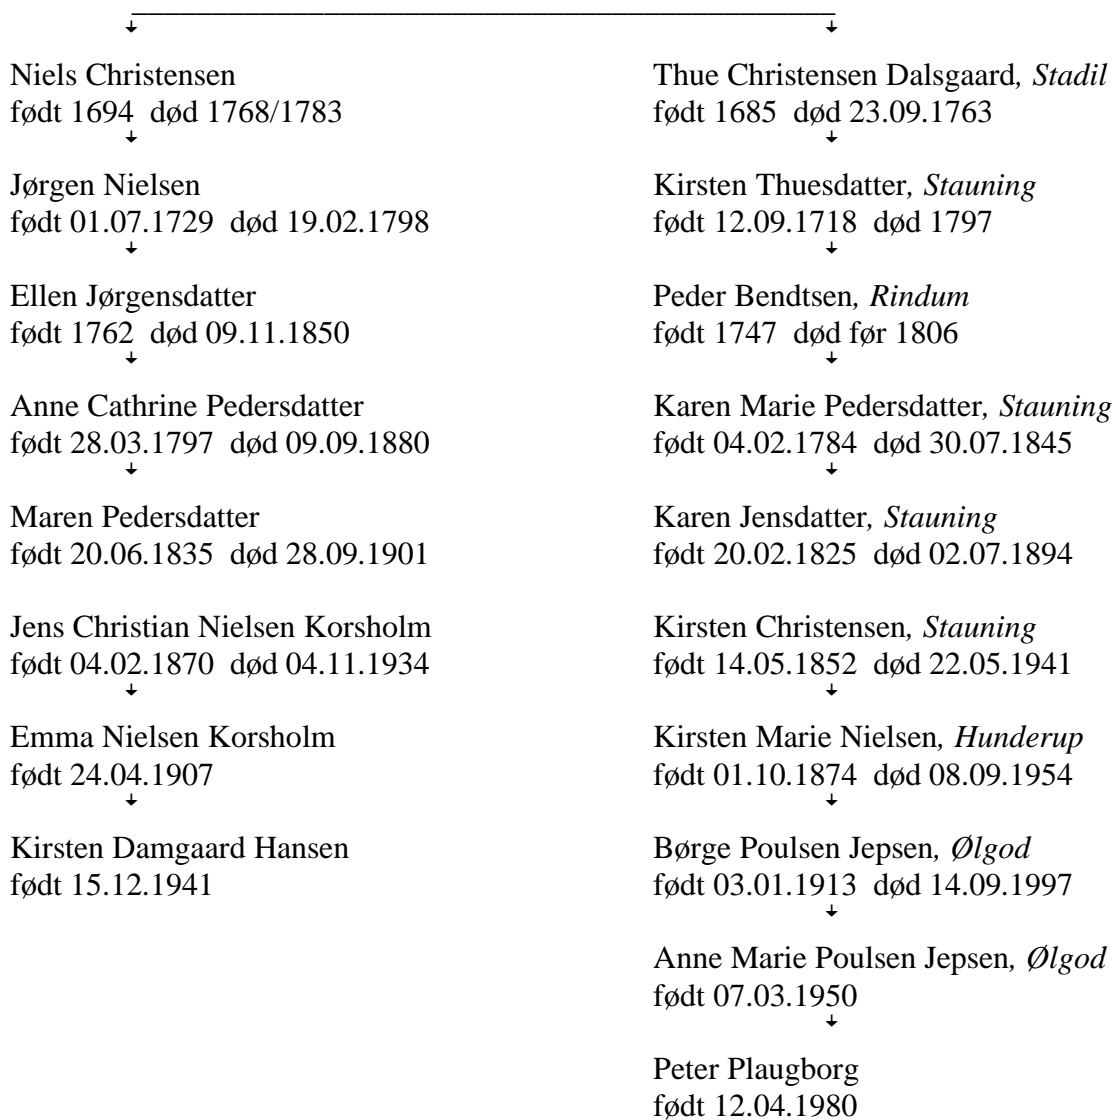 Niels Christensen
født 1694 død 1768/1783
Jørgen Nielsen
født 01.07.1729 død 19.02.1798
Ellen Jørgensdatter
født 1762 død 09.11.1850
Anne Cathrine Pedersdatter
født 28.03.1797 død 09.09.1880
Maren Pedersdatter
født 20.06.1835 død 28.09.1901
Jens Christian Nielsen Korsholm
født 04.02.1870 død 04.11.1934
Emma Nielsen Korsholm
født 24.04.1907
Kirsten Damgaard Hansen
født 15.12.1941
Thue Christensen Dalsgaard, Stadil
født 1685 død 23.09.1763
Kirsten Thuesdatter, Stauning
født 12.09.1718 død 1797
Peder Bendtsen, Rindum
født 1747 død før 1806
Karen Marie Pedersdatter, Stauning
født 04.02.1784 død 30.07.1845
Karen Jensdatter, Stauning
født 20.02.1825 død 02.07.1894
Kirsten Christensen, Stauning
født 14.05.1852 død 22.05.1941
Kirsten Marie Nielsen, Hunderup
født 01.10.1874 død 08.09.1954
Børge Poulsen Jepsen, Ølgod
født 03.01.1913 død 14.09.1997
Anne Marie Poulsen Jepsen, Ølgod
født 07.03.1950
Peter Plaugborg
født 12.04.1980